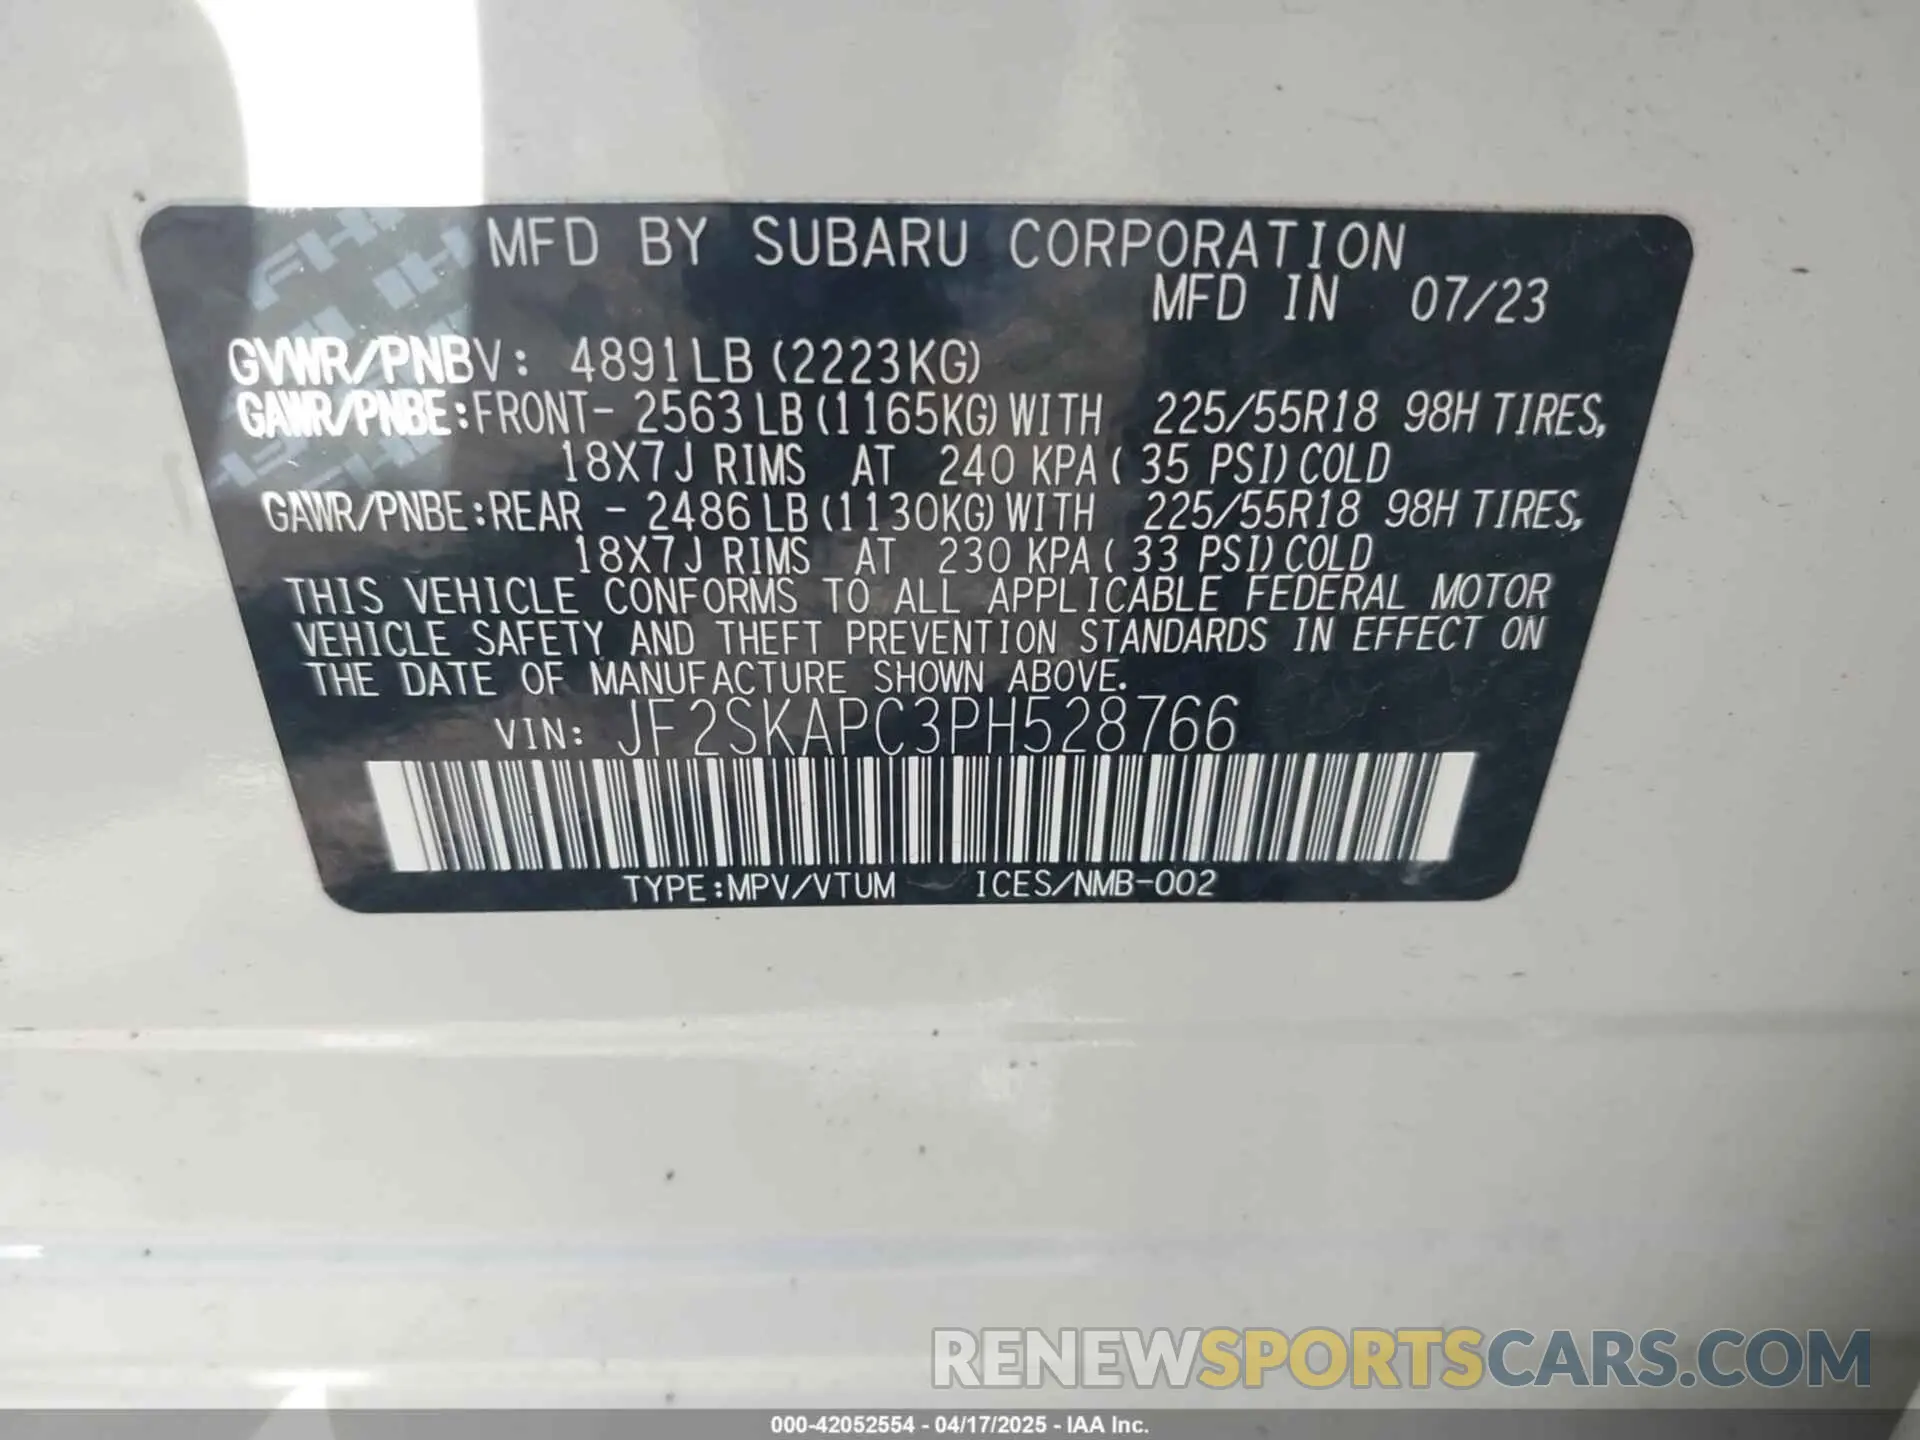 MFD BY SUBARU CORPORATION
MFD IN 07/23
GVWR/PNBV: 4891LB (2223KG)
GAWR/PNBE:FRONT- 2563LB (1165KG) WITH 225/55R18 98H TIRES,
18X7J RIMS AT 240 KPA( 35 PSI) COLD
GAWR/PNBE:REAR - 2486LB (1130KG) WITH 225/55R18 98H TIRES,
18X7J RIMS AT 230 KPA( 33 PSI) COLD
THIS VEHICLE CONFORMS TO ALL APPLICABLE FEDERAL MOTOR
VEHICLE SAFETY AND THEFT PREVENTION STANDARDS IN EFFECT ON
THE DATE OF MANUFACTURE SHOWN ABOVE.
VIN: JF2SKAPC3PH528766
TYPE:MPV/VTUM ICES/NMB-002
RENEWSPORTSCARS.COM
000-42052554 - 04/17/2025 - IAA Inc.